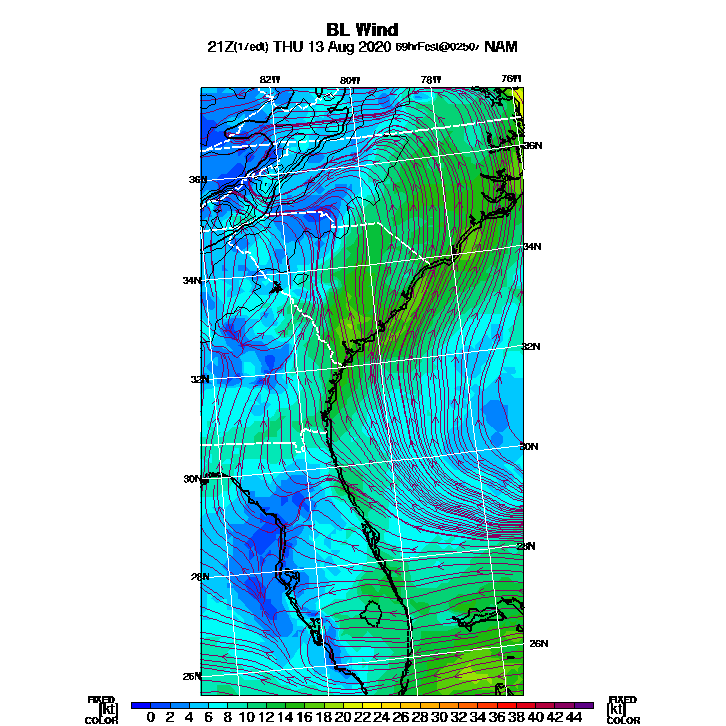 BL Wind
21Z(17edt) THU 13 Aug 2020 69hrFcst@0250z NAM
82W 80W 78W 76W
36N 36N
34N 34N
32N 32N
30N 30N
28N 28N
26N 26N
FIXED FIXED
[kt] 0 2 4 6 8 10 12 14 16 18 20 22 24 26 28 30 32 34 36 38 40 42 44 [kt]
COLOR COLOR